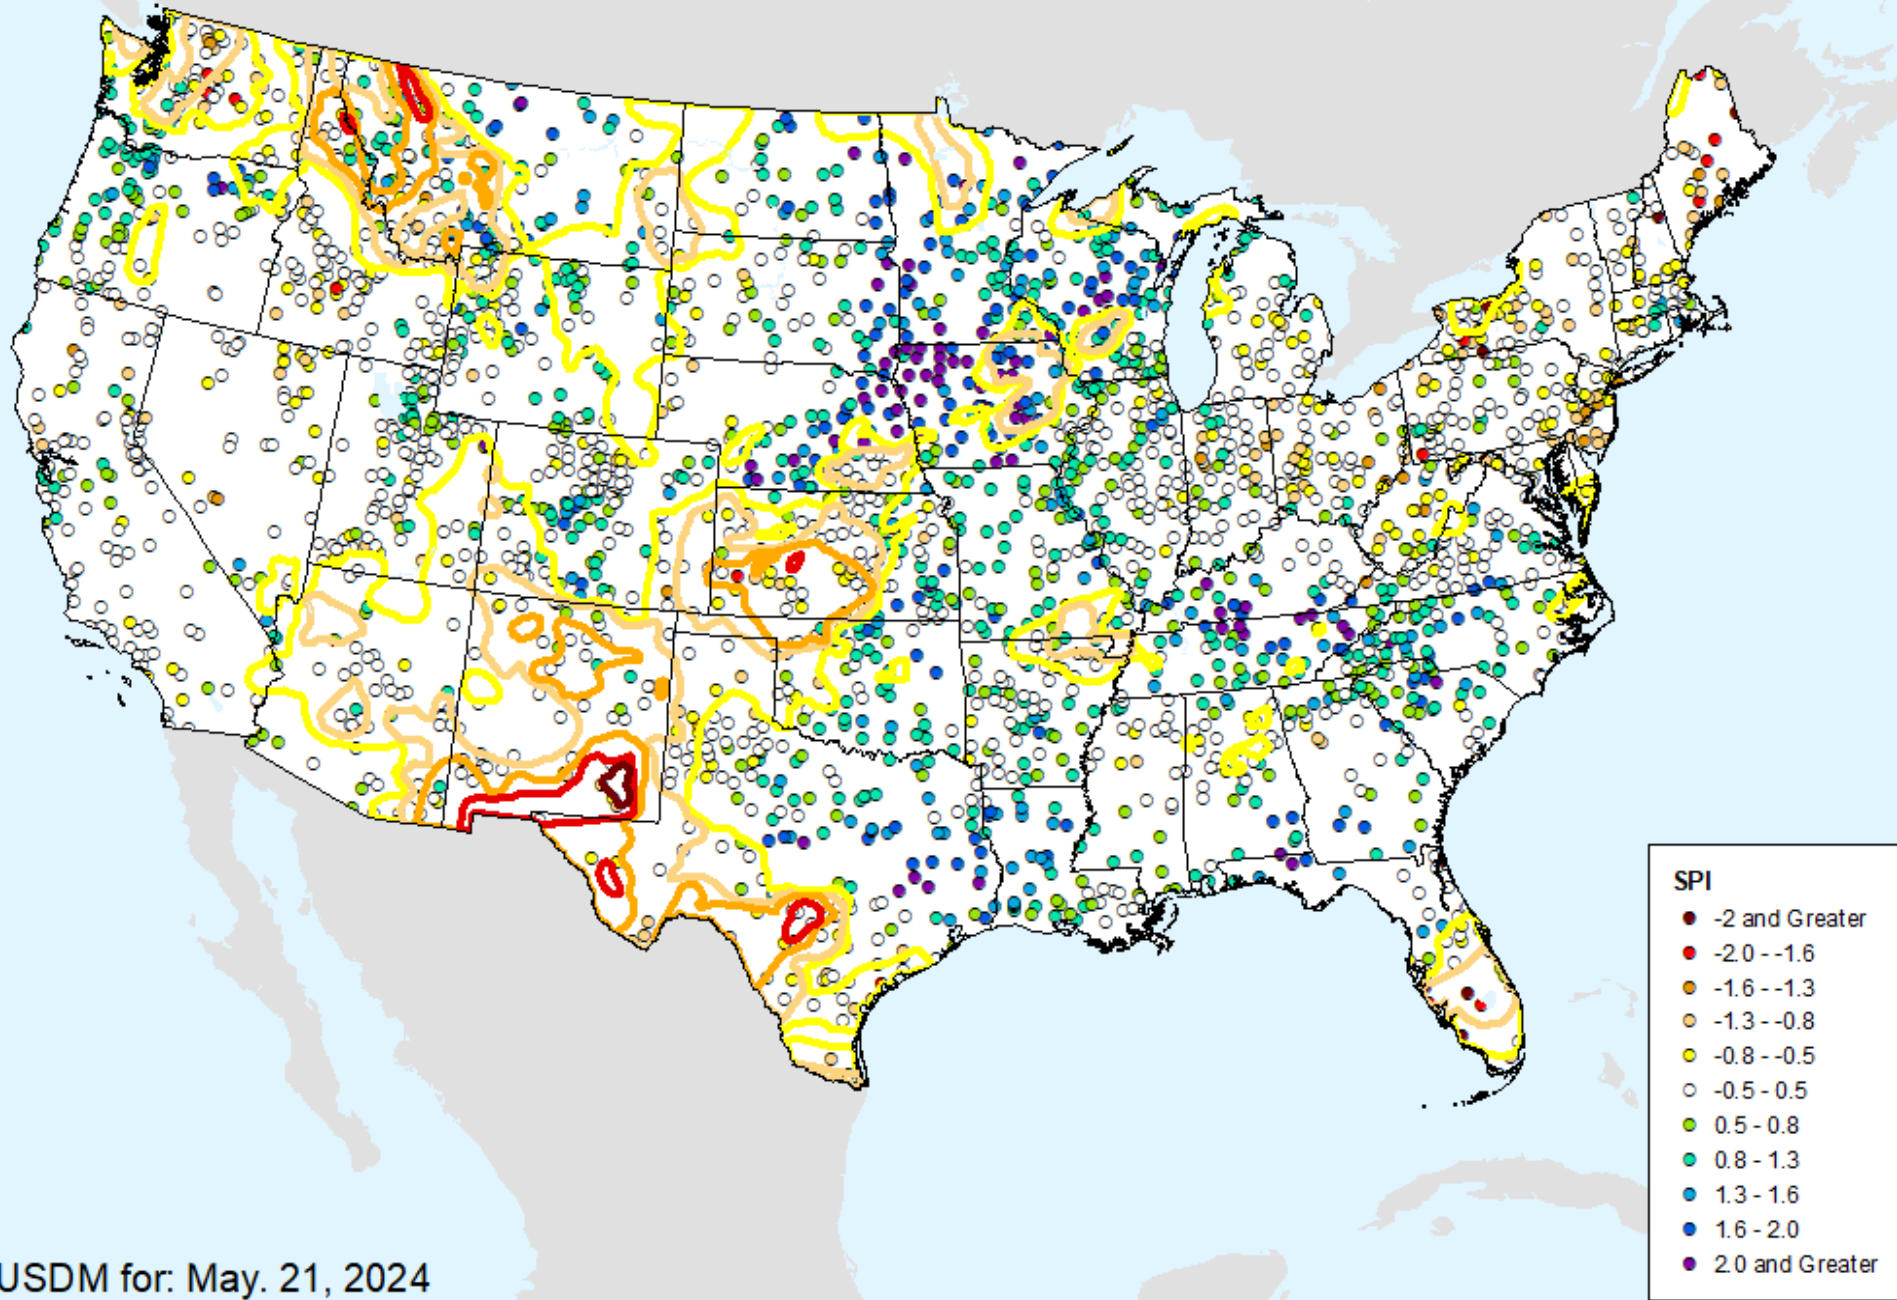 SPI
-2 and Greater
-2.0 - -1.6
-1.6 - -1.3
-1.3 - -0.8
-0.8 - -0.5
-0.5 - 0.5
0.5 - 0.8
0.8 - 1.3
1.3 - 1.6
1.6 - 2.0
2.0 and Greater
USDM for: May. 21, 2024